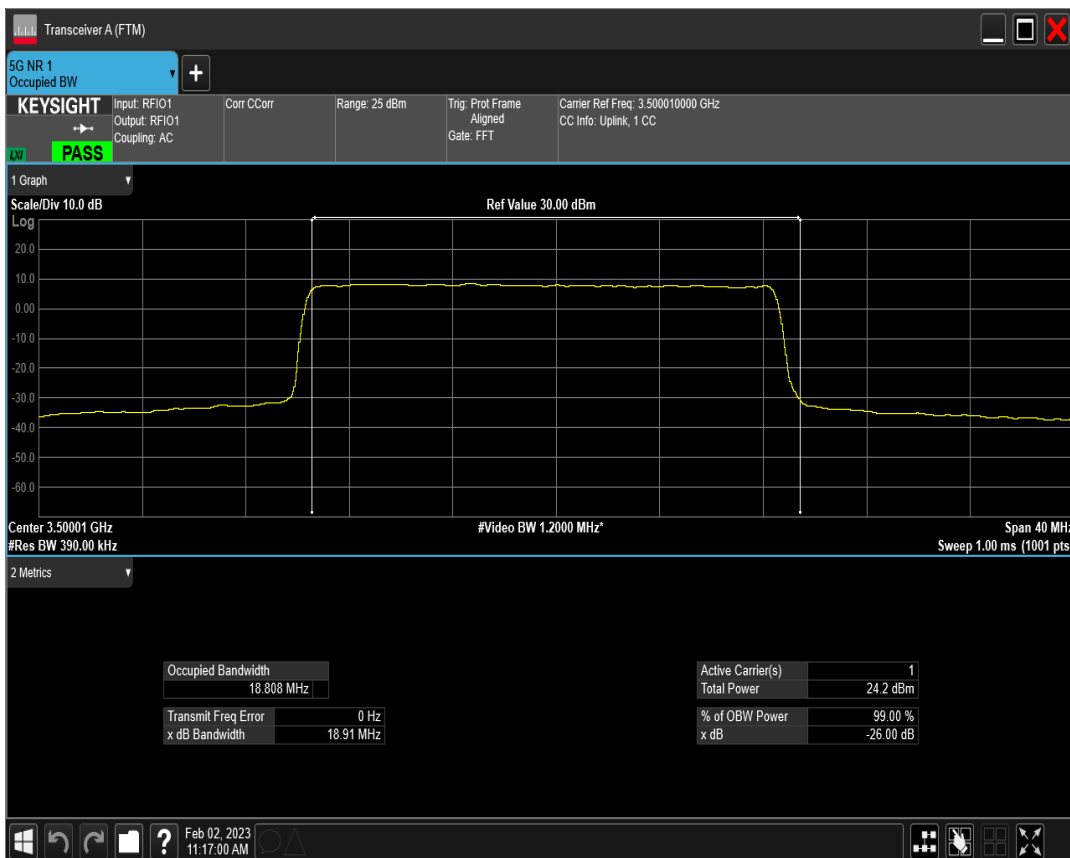 Transceiver A (FTM)
5G NR 1
Occupied BW
+
KEYSIGHT
LXI
PASS
Input: RFIO1
Output: RFIO1
Coupling: AC
Corr CCorr
Range: 25 dBm
Trig: Prot Frame
Aligned
Gate: FFT
Carrier Ref Freq: 3.500010000 GHz
CC Info: Uplink, 1 CC
1 Graph
Scale/Div 10.0 dB
Ref Value 30.00 dBm
Log
20.0
10.0
0.00
-10.0
-20.0
-30.0
-40.0
-50.0
-60.0
Center 3.50001 GHz
#Video BW 1.2000 MHz*
Span 40 MHz
#Res BW 390.00 kHz
Sweep 1.00 ms (1001 pts
2 Metrics
Occupied Bandwidth
18.808 MHz
Transmit Freq Error 0 Hz
x dB Bandwidth 18.91 MHz
Active Carrier(s) 1
Total Power 24.2 dBm
% of OBW Power 99.00 %
x dB -26.00 dB
?
Feb 02, 2023
11:17:00 AM